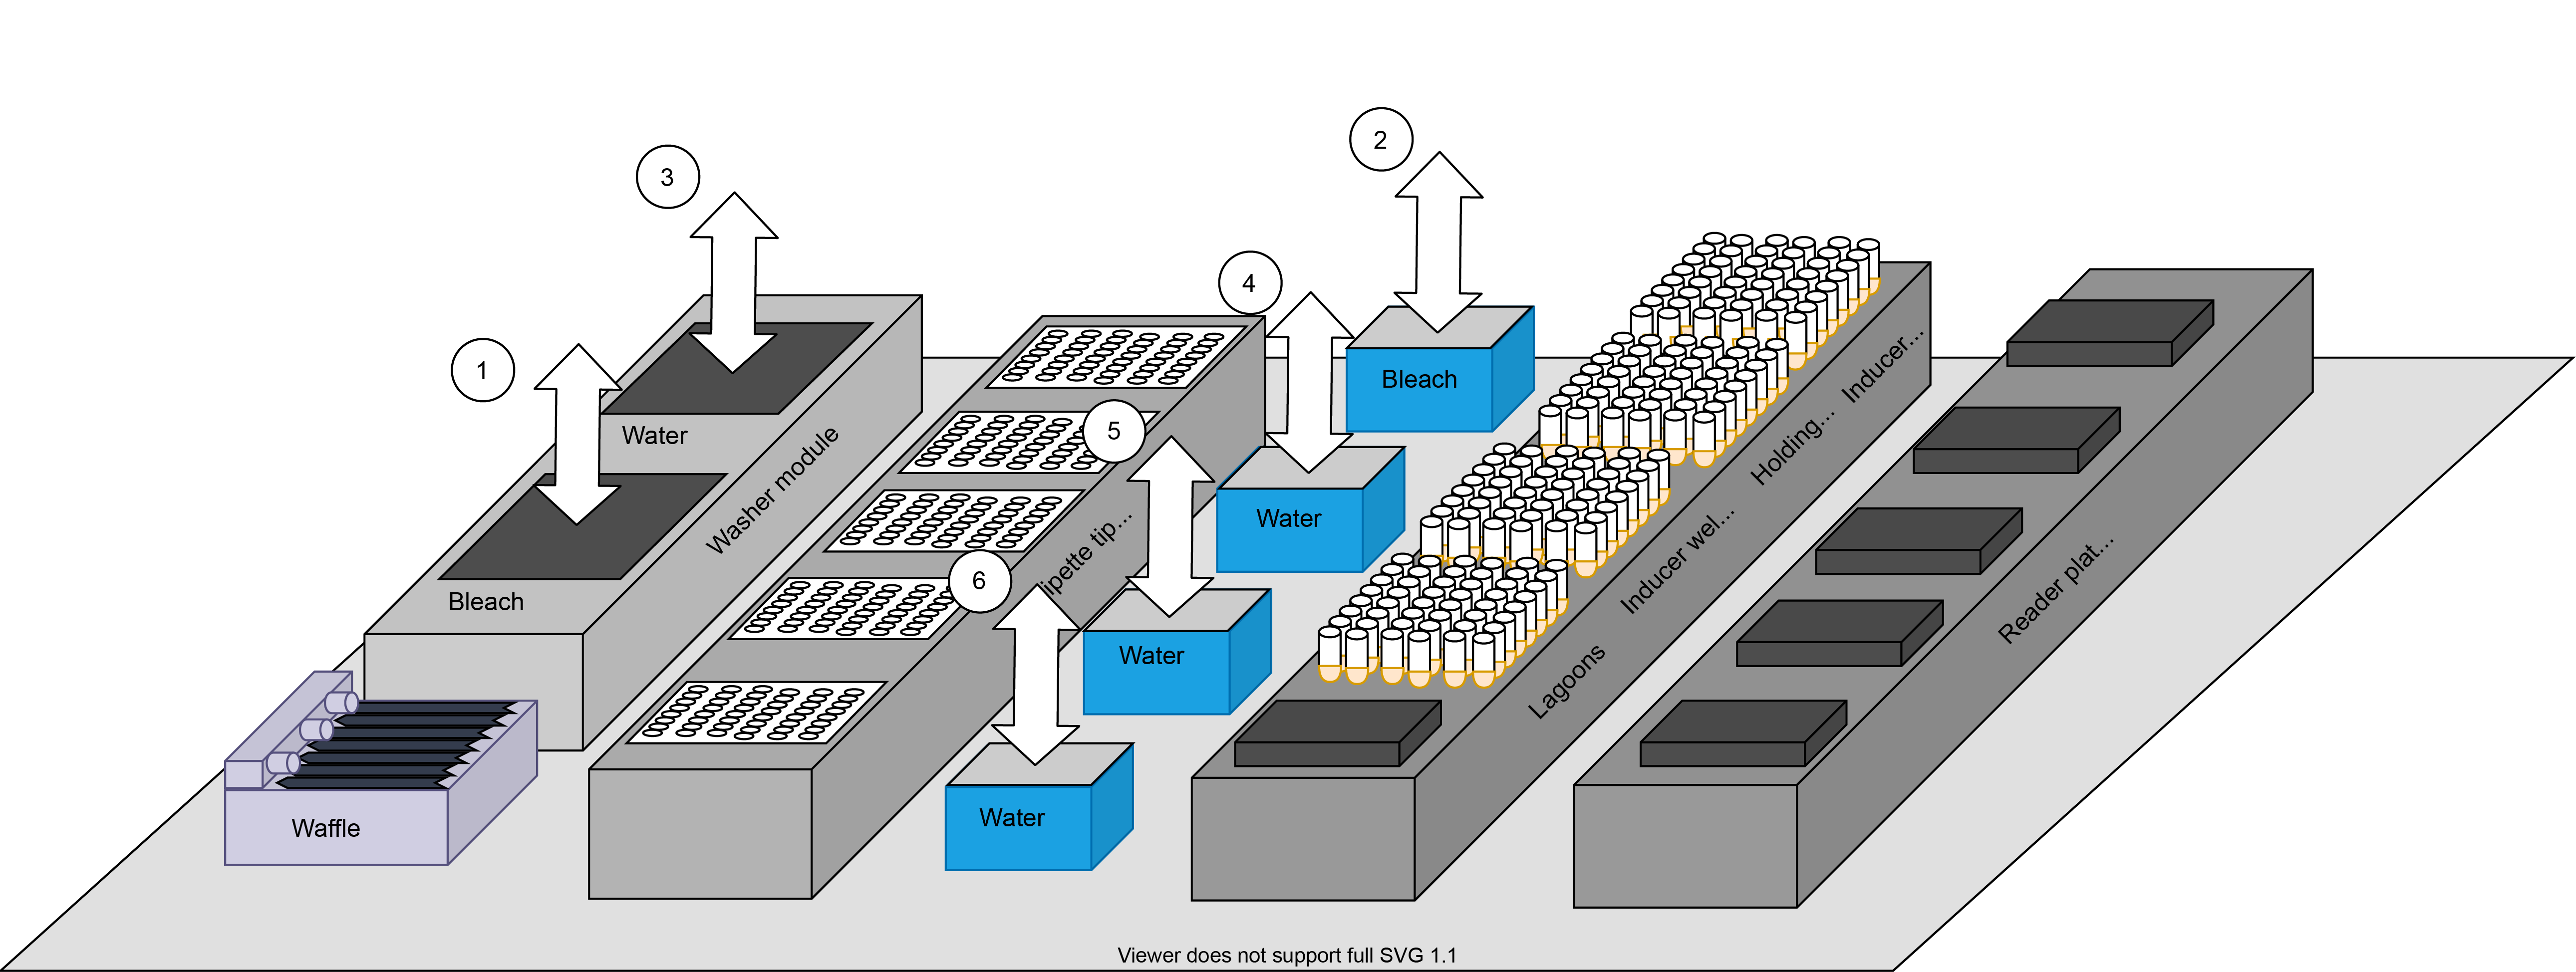 2
3
4
1
Bleach
Inducer...
5
Water
Holding...
Washer module
Water
Inducer wel...
ipette tip...
6
Reader plat...
Bleach
Water
Lagoons
Waffle
Water
Viewer does not support full SVG 1.1